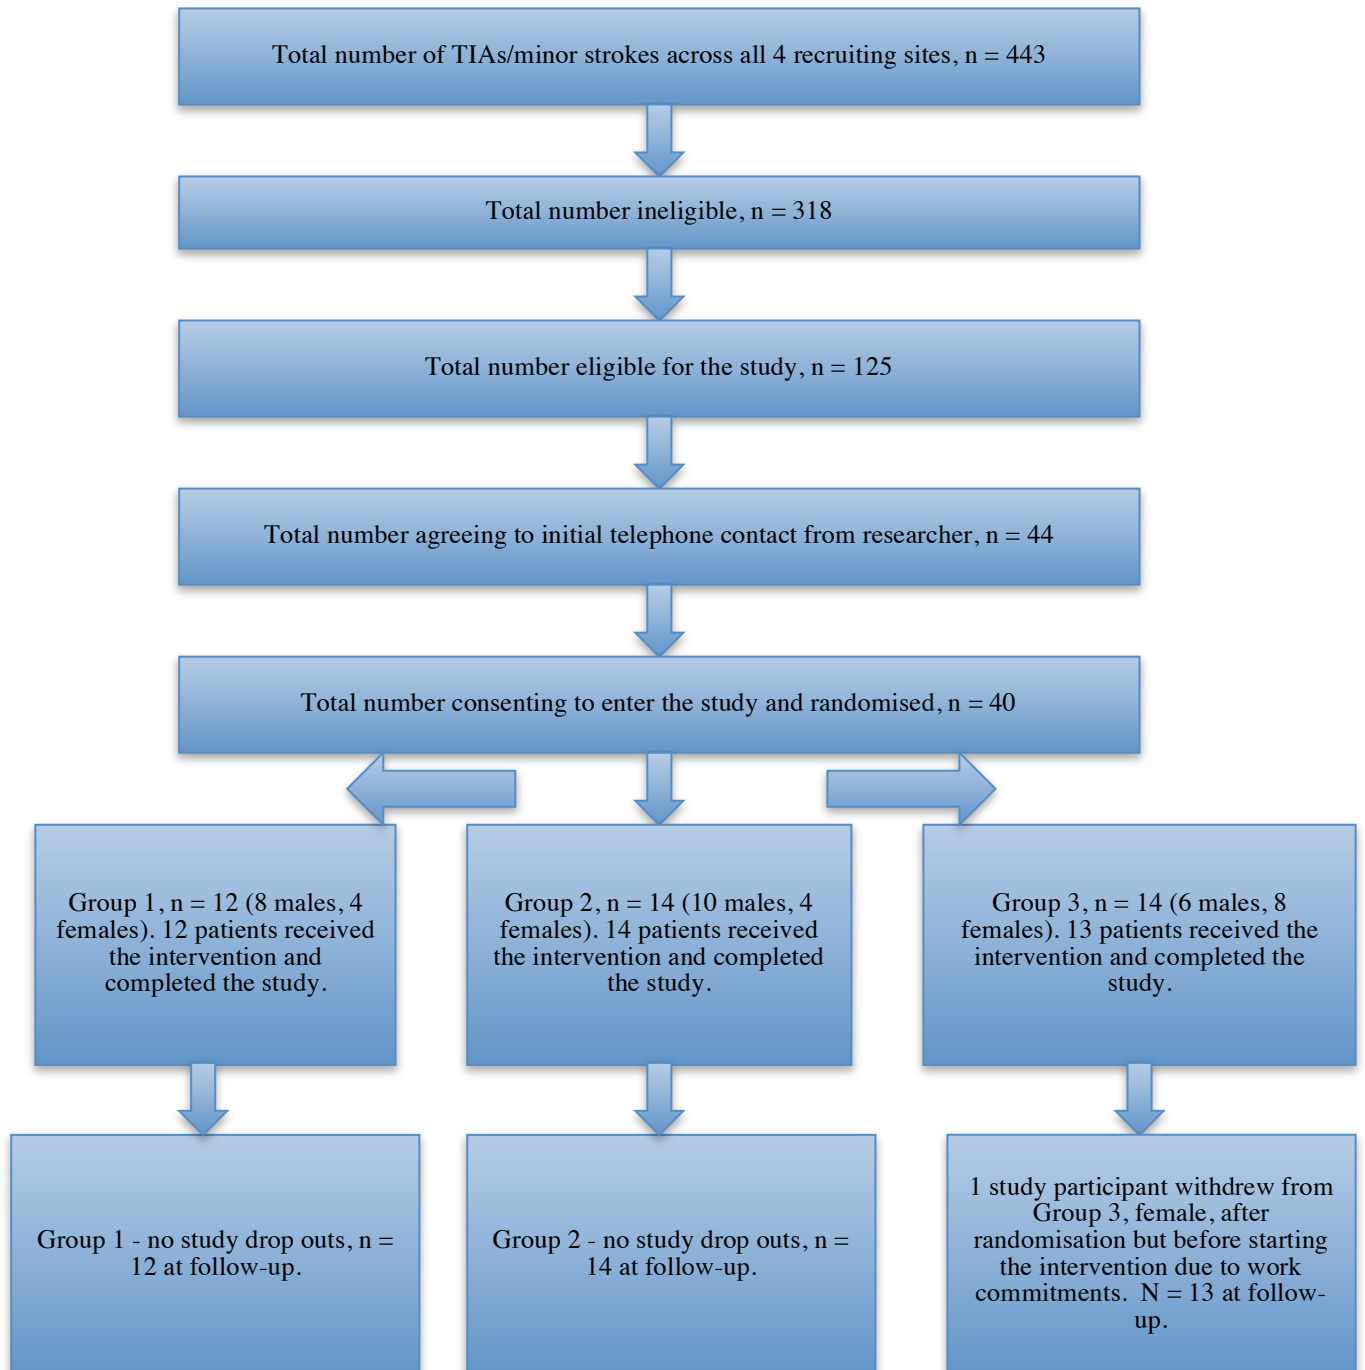 Total number of TIAs/minor strokes across all 4 recruiting sites, n = 443
Total number ineligible, n = 318
Total number eligible for the study, n = 125
Total number agreeing to initial telephone contact from researcher, n = 44
Total number consenting to enter the study and randomised, n = 40
Group 1, n = 12 (8 males, 4
females). 12 patients received
the intervention and
completed the study.
Group 2, n = 14 (10 males, 4
females). 14 patients received
the intervention and completed
the study.
Group 3, n = 14 (6 males, 8
females). 13 patients received the
intervention and completed the
study.
Group 1 - no study drop outs, n =
12 at follow-up.
Group 2 - no study drop outs, n =
14 at follow-up.
1 study participant withdrew from
Group 3, female, after
randomisation but before starting
the intervention due to work
commitments.  N = 13 at follow-
up.